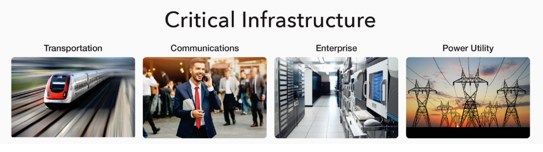 Critical Infrastructure
Transportation
Communications
Enterprise
Power Utility